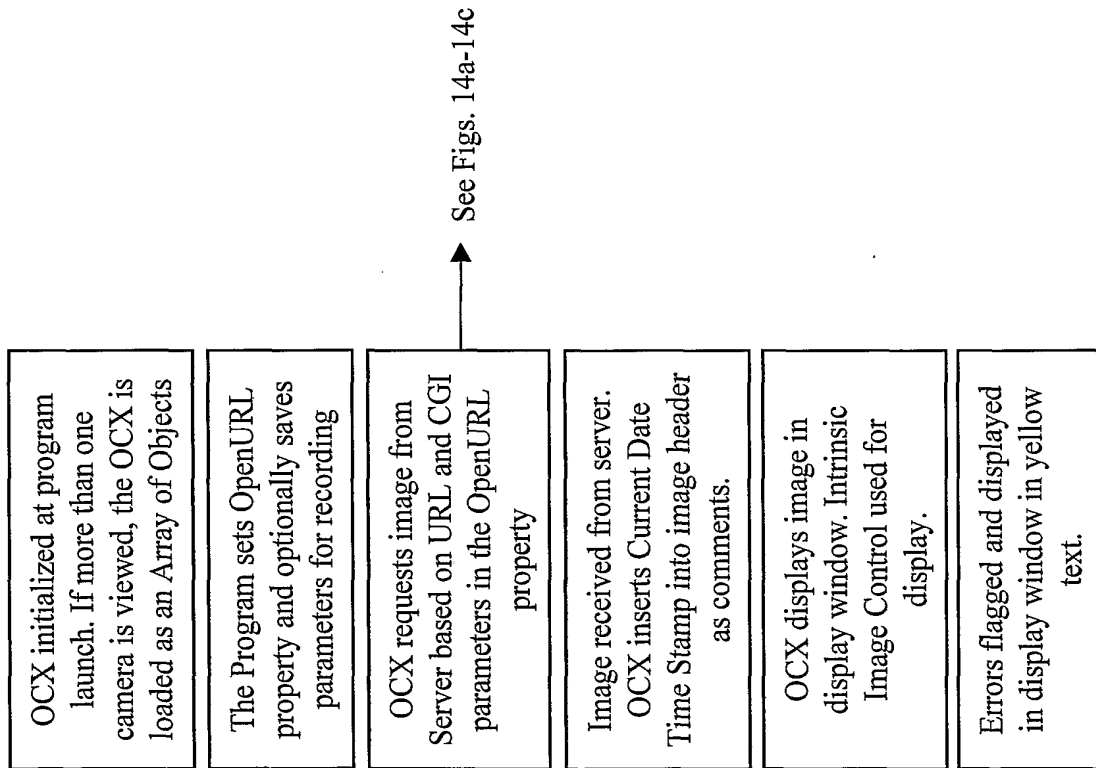 OCX initialized at program
launch. If more than one
camera is viewed, the OCX is
loaded as an Array of Objects
The Program sets OpenURL
property and optionally saves
parameters for recording
OCX requests image from
Server based on URL and CGI
parameters in the OpenURL
property
See Figs. 14a-14c
Image received from server.
OCX inserts Current Date
Time Stamp into image header
as comments.
OCX displays image in
display window. Intrinsic
Image Control used for
display.
Errors flagged and displayed
in display window in yellow
text.